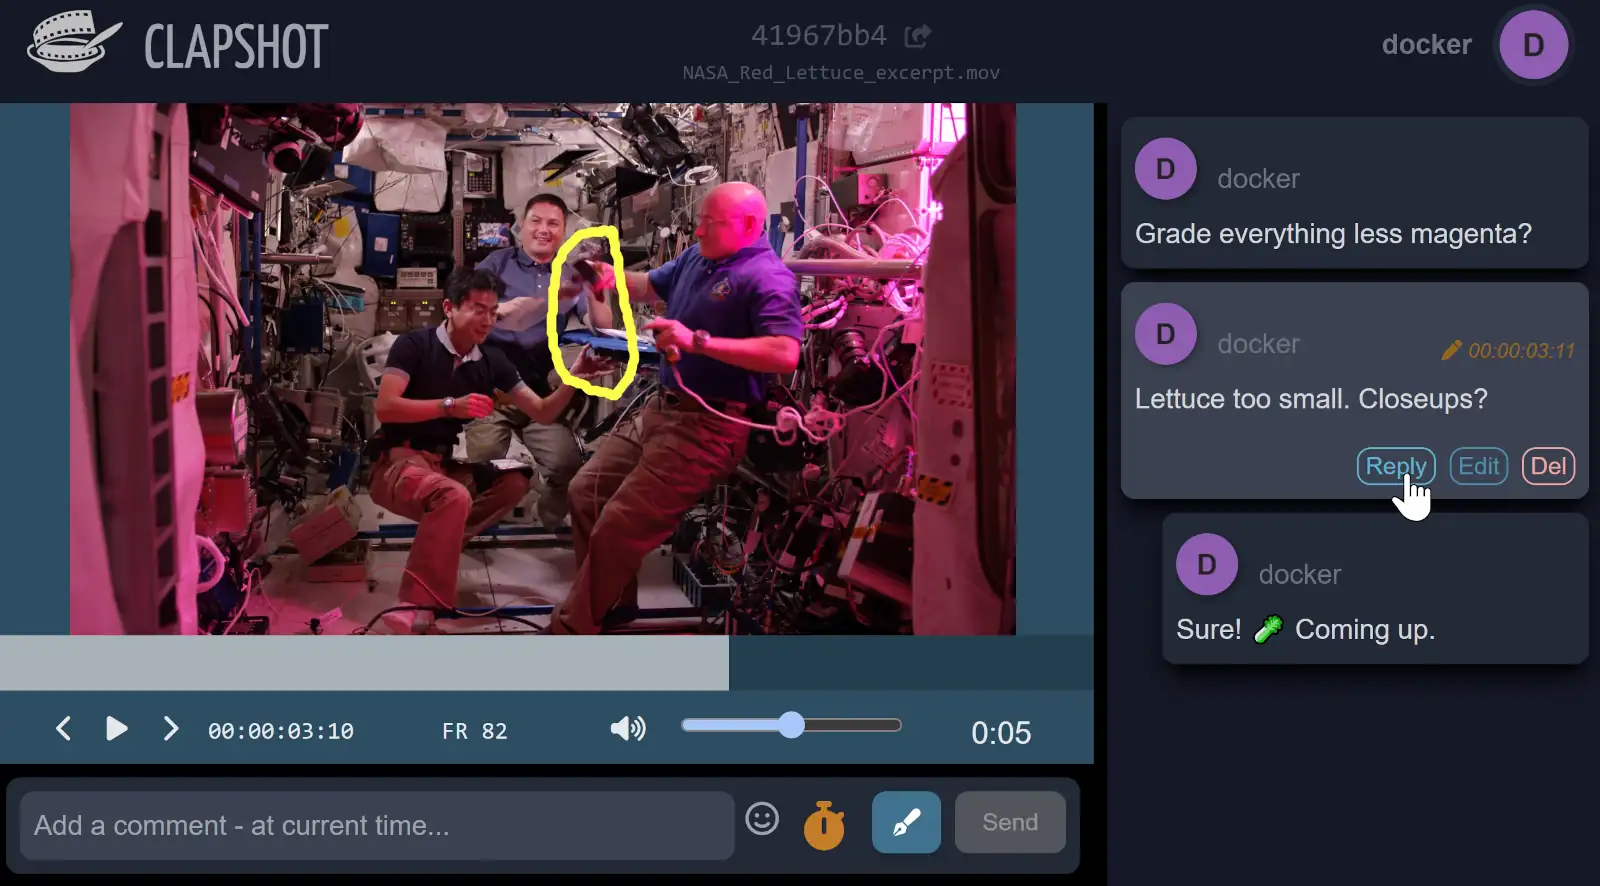 CLAPSHOT
41967bb4
NASA_Red_Lettuce_excerpt.mov
docker
D
D
docker
Grade everything less magenta?
D
docker
00:00:03:11
Lettuce too small. Closeups?
Reply Edit Del
D
docker
Sure! 🥬 Coming up.
00:00:03:10
FR 82
0:05
Add a comment - at current time...
Send